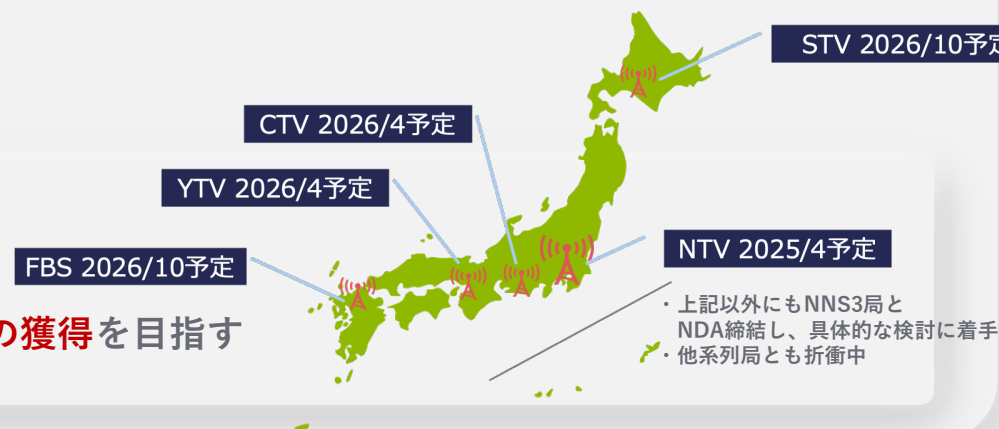 STV 2026/10予定
CTV 2026/4予定
YTV 2026/4予定
NTV 2025/4予定
FBS 2026/10予定
の獲得を目指す
・上記以外にもNNS3局と
NDA締結し、具体的な検討に着手
・他系列局とも折衝中